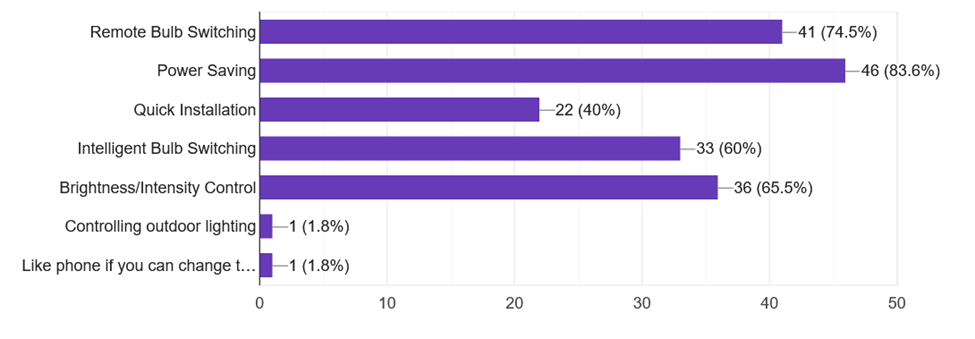 Remote Bulb Switching 41 (74.5%)
Power Saving 46 (83.6%)
Quick Installation 22 (40%)
Intelligent Bulb Switching 33 (60%)
Brightness/Intensity Control 36 (65.5%)
Controlling outdoor lighting 1 (1.8%)
Like phone if you can change t… 1 (1.8%)
0 10 20 30 40 50